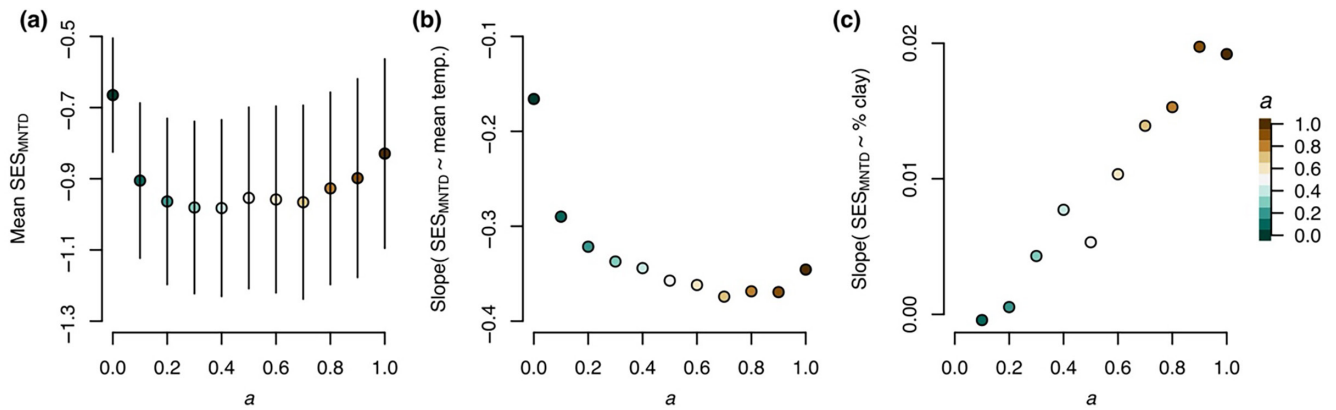 (a)
Mean SESMNTD
−0.5
−0.7
−0.9
−1.1
−1.3
0.0 0.2 0.4 0.6 0.8 1.0
a
(b)
Slope( SESMNTD ~ mean temp.)
−0.1
−0.2
−0.3
−0.4
0.0 0.2 0.4 0.6 0.8 1.0
a
(c)
Slope( SESMNTD ~ % clay)
0.02
0.01
0.00
0.0 0.2 0.4 0.6 0.8 1.0
a
a
1.0
0.8
0.6
0.4
0.2
0.0